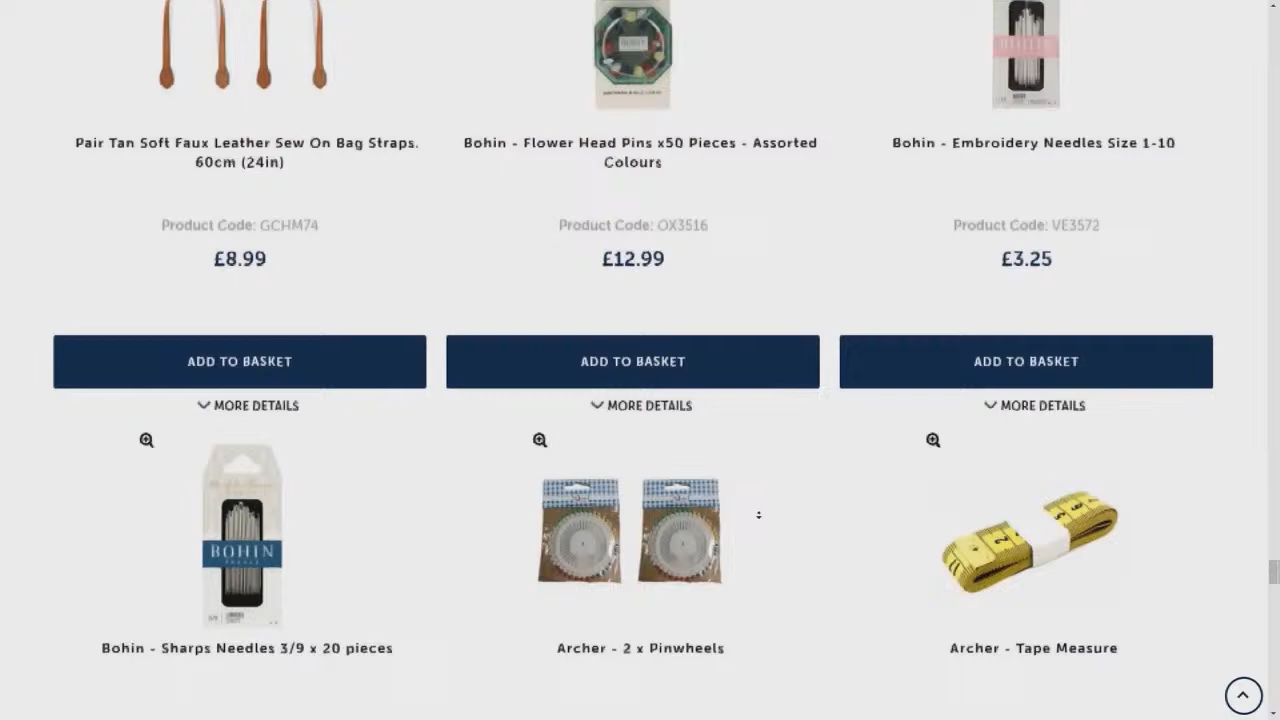 BOHIN
BOHIN
Pair Tan Soft Faux Leather Sew On Bag Straps.
60cm (24in)
Bohin - Flower Head Pins x50 Pieces - Assorted
Colours
Bohin - Embroidery Needles Size 1-10
Product Code: GCHM74
Product Code: OX3516
Product Code: VE3572
£8.99
£12.99
£3.25
ADD TO BASKET
ADD TO BASKET
ADD TO BASKET
MORE DETAILS
MORE DETAILS
MORE DETAILS
BOHIN
FRANCE
Bohin - Sharps Needles 3/9 x 20 pieces
Archer - 2 x Pinwheels
Archer - Tape Measure